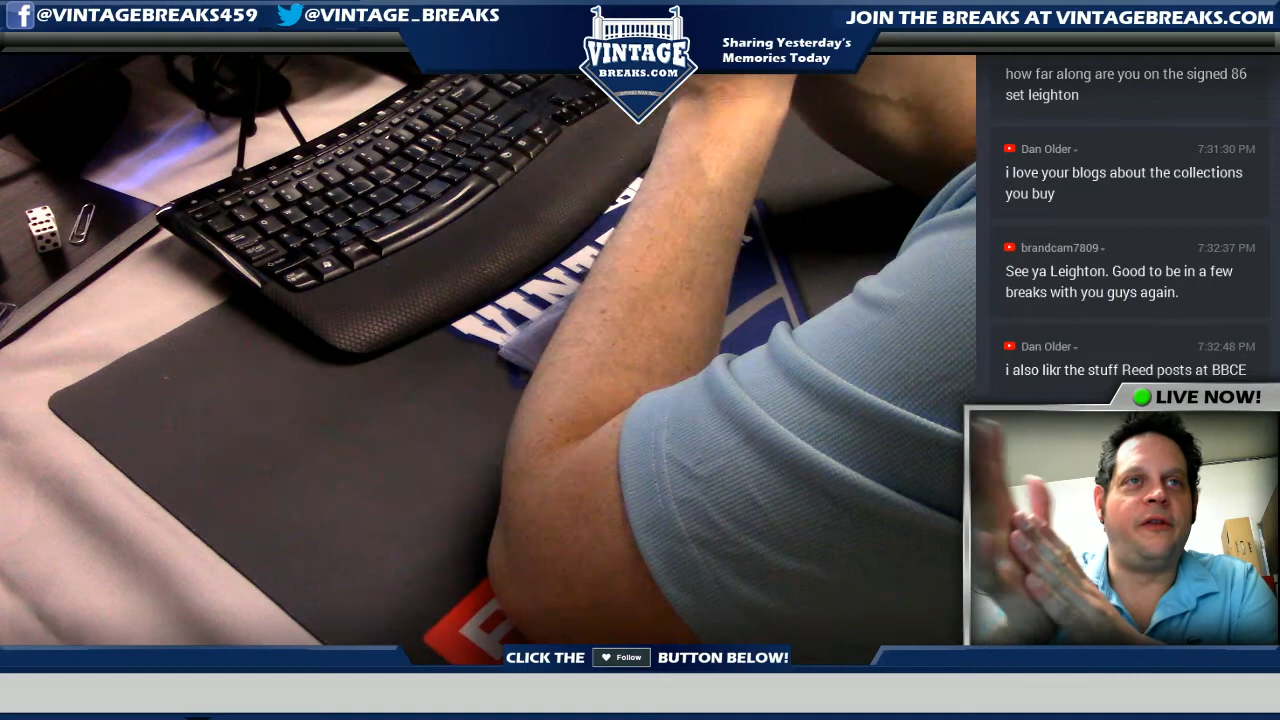 @VINTAGEBREAKS459
@VINTAGE_BREAKS
VINTAGE
BREAKS.COM
Sharing Yesterday's
Memories Today
JOIN THE BREAKS AT VINTAGEBREAKS.COM
how far along are you on the signed 86
set leighton
Dan Older
7:31:30 PM
i love your blogs about the collections
you buy
brandcam7809
7:32:37 PM
See ya Leighton. Good to be in a few
breaks with you guys again.
Dan Older
7:32:48 PM
i also likr the stuff Reed posts at BBCE
LIVE NOW!
CLICK THE
Follow
BUTTON BELOW!